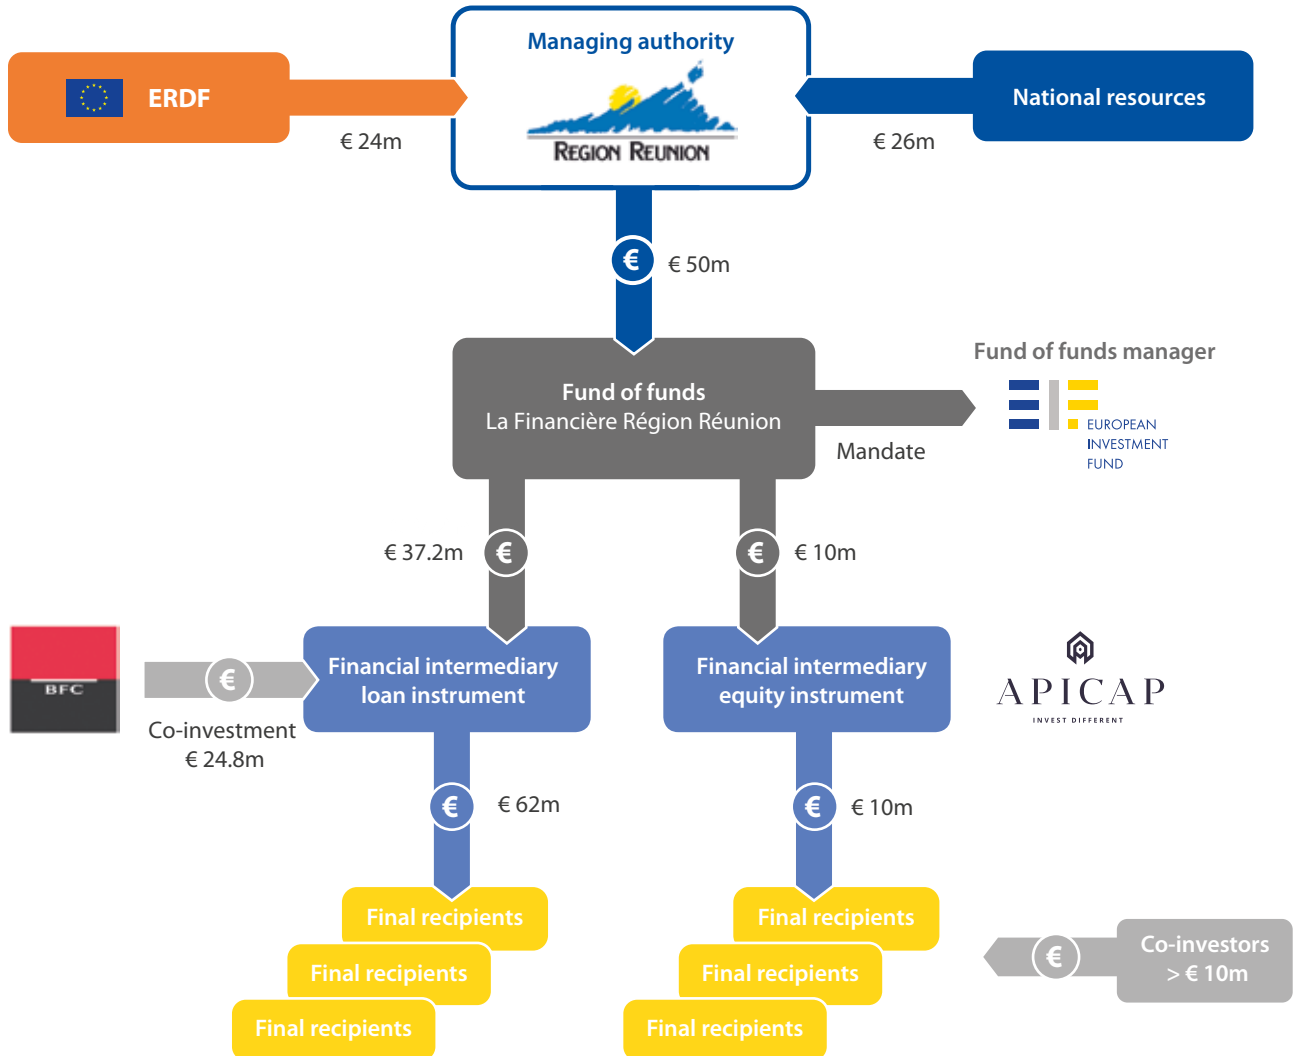 Managing authority
ERDF
REGION REUNION
National resources
€ 24m
€ 26m
€
€ 50m
Fund of funds
La Financière Région Réunion
Fund of funds manager
EUROPEAN
INVESTMENT
FUND
Mandate
€ 37.2m
€
€
€ 10m
BFC
€
Co-investment
€ 24.8m
Financial intermediary
loan instrument
Financial intermediary
equity instrument
APICAP
INVEST DIFFERENT
€
€ 62m
€
€ 10m
Final recipients
Final recipients
Final recipients
Final recipients
Final recipients
Final recipients
€
Co-investors
> € 10m